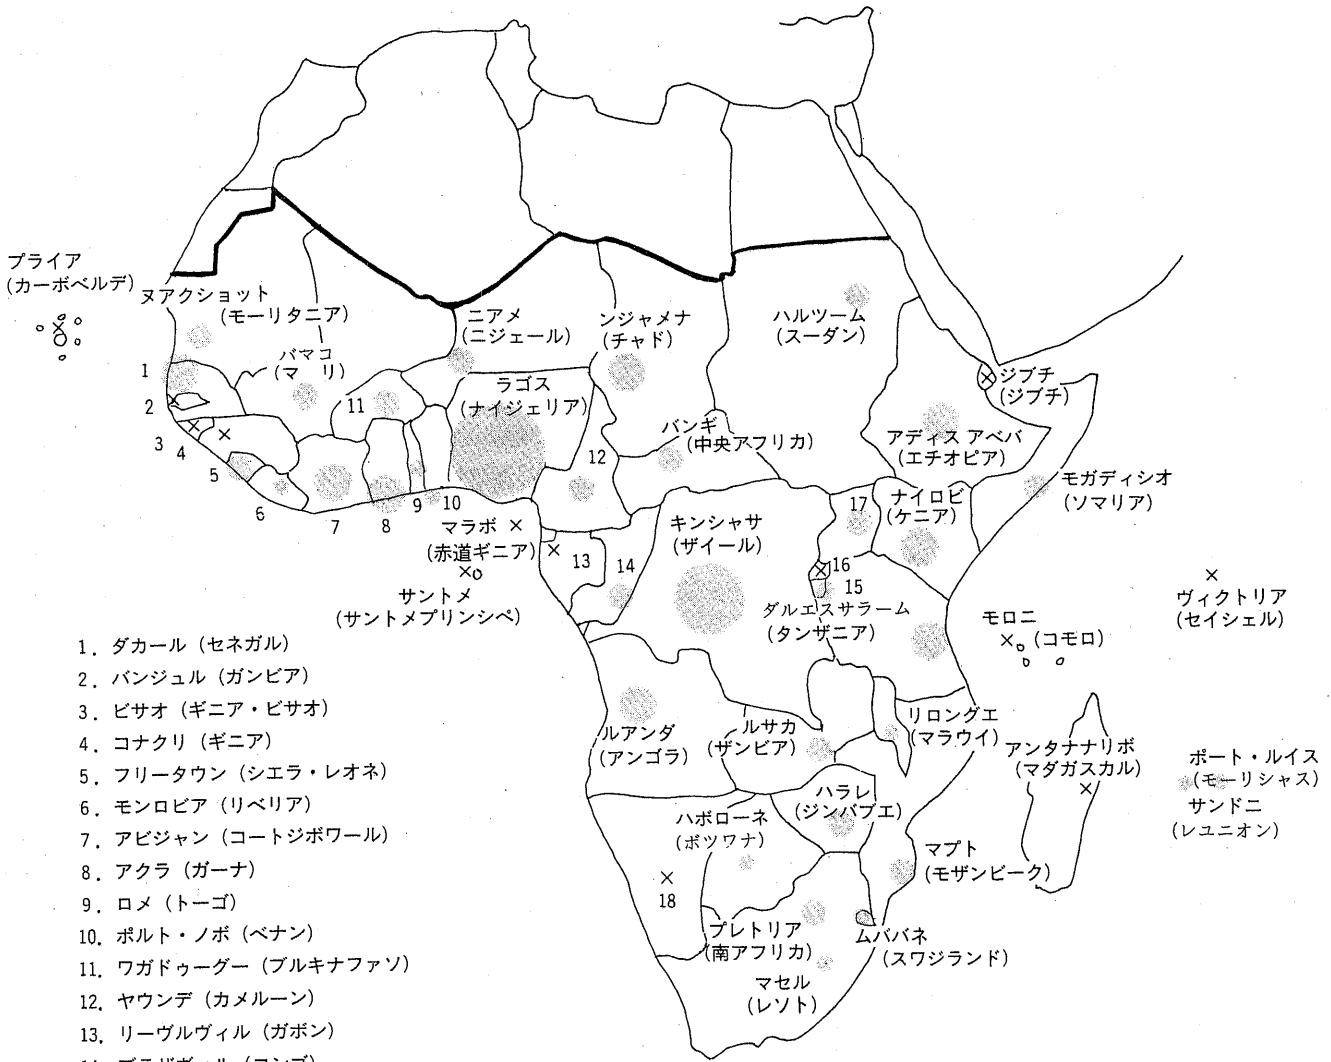 プライア
(カーボベルデ)
ヌアクショット
(モーリタニア)
ニアメ
(ニジェール)
ンジャメナ
(チャド)
ハルツーム
(スーダン)
バマコ
(マ リ)
ラゴス
(ナイジェリア)
ジブチ
(ジブチ)
バンギ
(中央アフリカ)
アディスアベバ
(エチオピア)
モガディシオ
(ソマリア)
ナイロビ
(ケニア)
マラボ
(赤道ギニア)
キンシャサ
(ザイール)
サントメ
(サントメプリンシペ)
ダルエスサラーム
(タンザニア)
モロニ
(コモロ)
ヴィクトリア
(セイシェル)
ルアンダ
(アンゴラ)
ルサカ
(ザンビア)
リロングエ
(マラウイ)
アンタナナリボ
(マダガスカル)
ポート・ルイス
(モーリシャス)
サンドニ
(レユニオン)
ハボローネ
(ボツワナ)
ハラレ
(ジンバブエ)
マプト
(モザンビーク)
プレトリア
(南アフリカ)
ムババネ
(スワジランド)
マセル
(レソト)
1
2
3
4
5
6
7
8
9
10
11
12
13
14
15
16
17
18
1. ダカール (セネガル)
2. バンジュル (ガンビア)
3. ビサオ (ギニア・ビサオ)
4. コナクリ (ギニア)
5. フリータウン (シエラ・レオネ)
6. モンロビア (リベリア)
7. アビジャン (コートジボワール)
8. アクラ (ガーナ)
9. ロメ (トーゴ)
10. ポルト・ノボ (ベナン)
11. ワガドゥーグー (ブルキナファソ)
12. ヤウンデ (カメルーン)
13. リーヴルヴィル (ガボン)